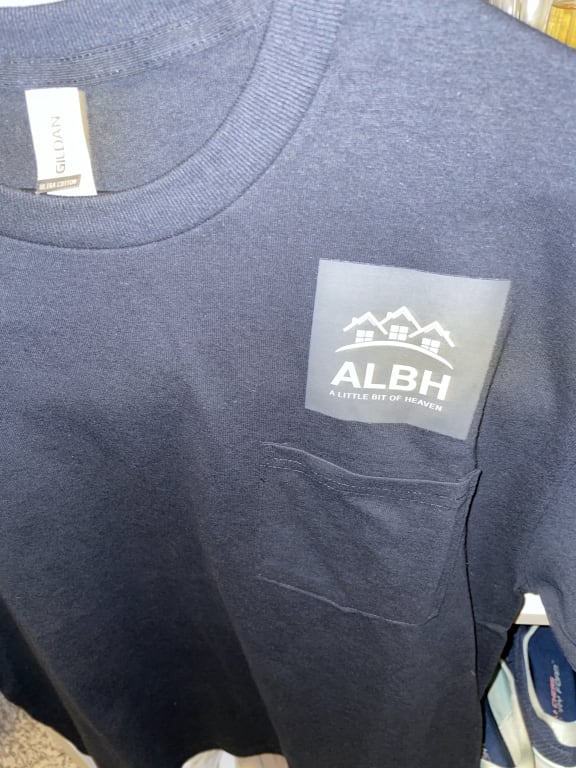 GILDAN
ULTRA COTTON
ALBH
A LITTLE BIT OF HEAVEN